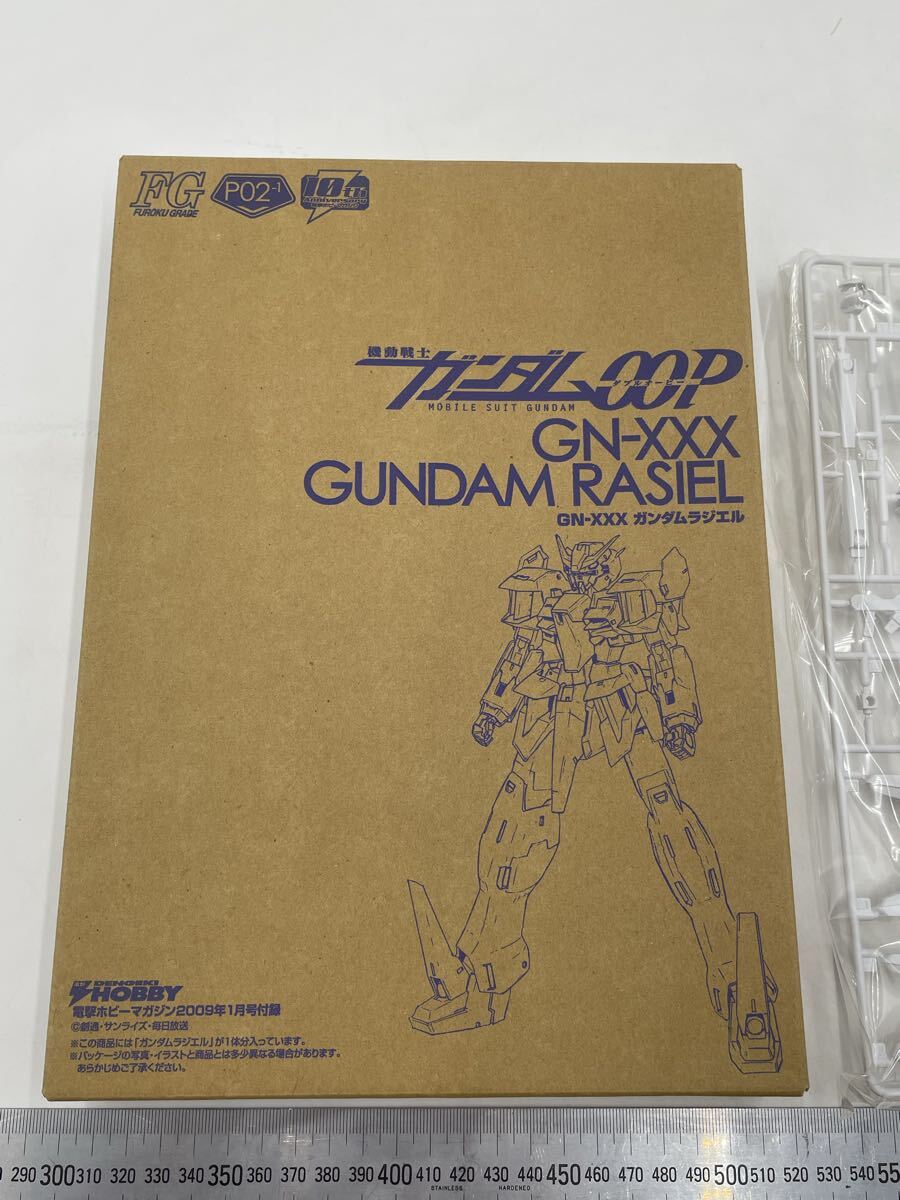 FG
FUROKU GRADE
P02-1
10th
Anniversary
機動戦士
ガンダム00P
ダブルオーピー
MOBILE SUIT GUNDAM
GN-XXX
GUNDAM RASIEL
GN-XXX ガンダムラジエル
電撃 DENGEKI
HOBBY
電撃ホビーマガジン2009年1月号付録
©創通・サンライズ・毎日放送
※この商品には「ガンダムラジエル」が1体分入っています。
※パッケージの写真・イラストと商品とは多少異なる場合があります。
あらかじめご了承ください。
290 300 310 320 330 340 350 360 370 380 390 400 410 420 430 440 450 460 470 480 490 500 510 520 530 540 55
STAINLESS HARDENED